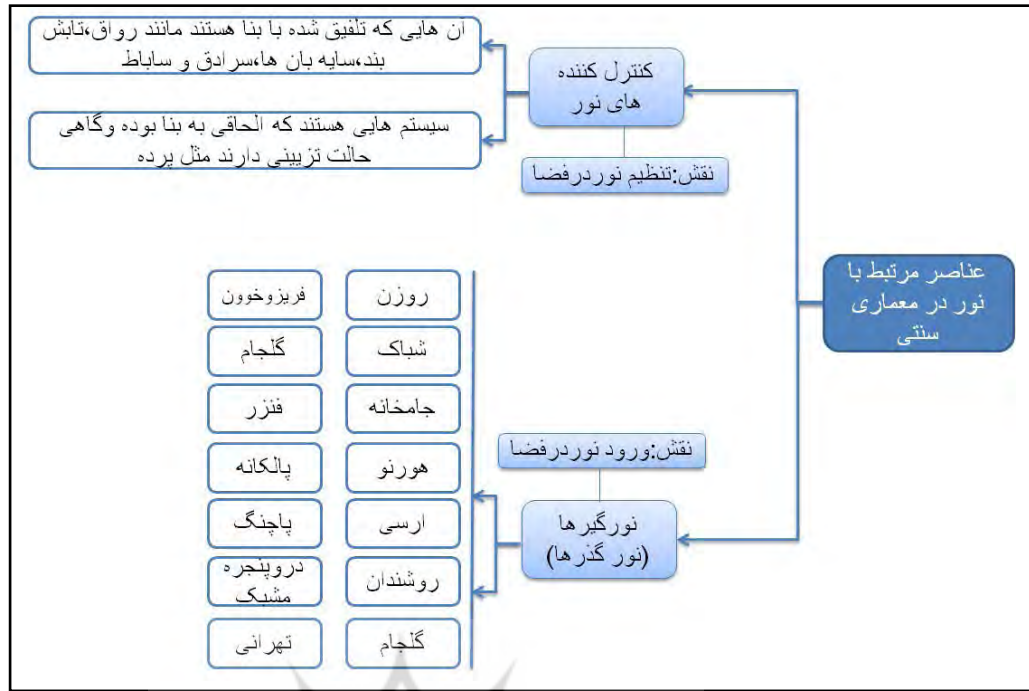 عناصر مرتبط با
نور در معماری
سنتی
کنترل کننده
های نور
نقش:تنظیم نوردرفضا
آن هایی که تلفیق شده با بنا هستند مانند رواق،تابش
بند،سایه بان ها،سرادق و ساباط
سیستم هایی هستند که الحاقی به بنا بوده وگاهی
حالت تزیینی دارند مثل پرده
نقش:ورود نوردرفضا
نورگیرها
(نور گذرها)
روزن
فریزوخوون
شباک
گلجام
جامخانه
فنزر
هورنو
پالکانه
ارسی
پاچنگ
روشندان
دروپنجره
مشبک
گلجام
تهرانی